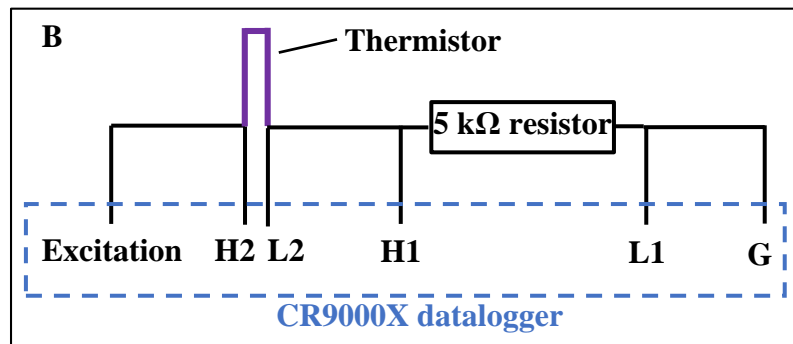 B
Thermistor
5 kΩ resistor
Excitation H2 L2 H1 L1 G
CR9000X datalogger